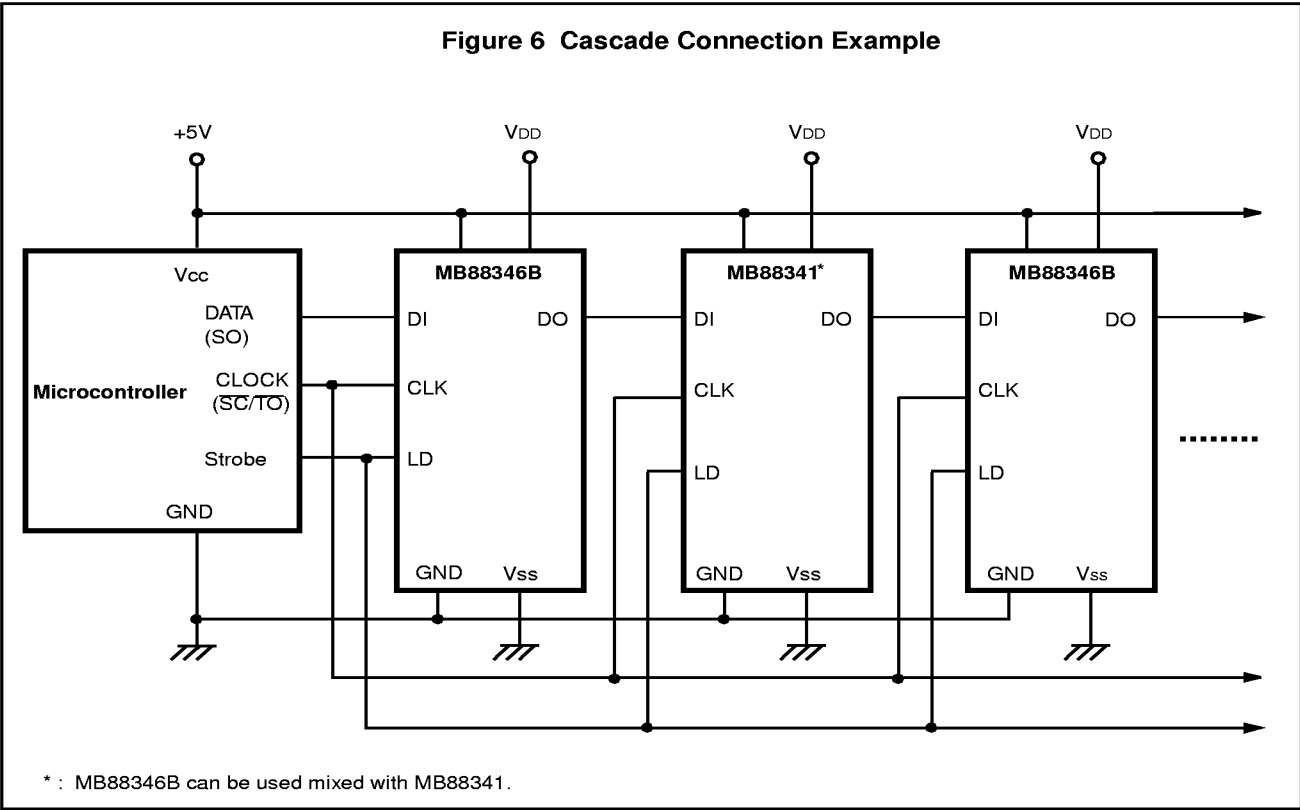 Figure 6  Cascade Connection Example
+5V
VDD
VDD
VDD
Vcc
MB88346B
MB88341*
MB88346B
DATA
(SO)
DI
DO
DI
DO
DI
DO
Microcontroller
CLOCK
(S̅C̅/T̅O̅)
CLK
CLK
CLK
Strobe
LD
LD
LD
GND
GND
Vss
GND
Vss
GND
Vss
* :  MB88346B can be used mixed with MB88341.